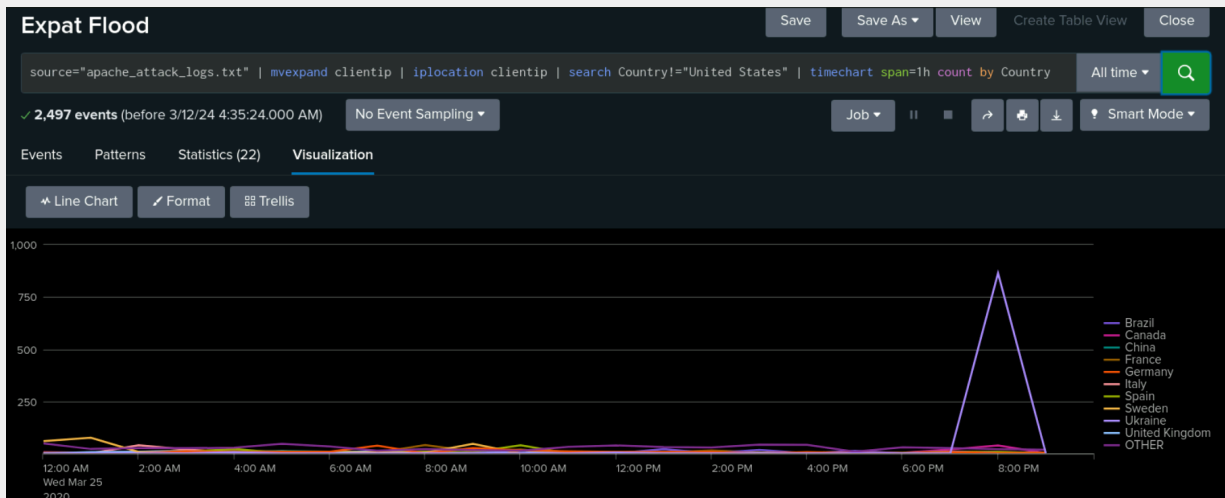 Expat Flood
Save
Save As ▾
View
Create Table View
Close
source="apache_attack_logs.txt" | mvexpand clientip | iplocation clientip | search Country!="United States" | timechart span=1h count by Country
All time ▾
✓ 2,497 events (before 3/12/24 4:35:24.000 AM)
No Event Sampling ▾
Job ▾
Smart Mode ▾
Events
Patterns
Statistics (22)
Visualization
Line Chart
Format
Trellis
1,000
750
500
250
Brazil
Canada
China
France
Germany
Italy
Spain
Sweden
Ukraine
United Kingdom
OTHER
12:00 AM 2:00 AM 4:00 AM 6:00 AM 8:00 AM 10:00 AM 12:00 PM 2:00 PM 4:00 PM 6:00 PM 8:00 PM
Wed Mar 25
2020